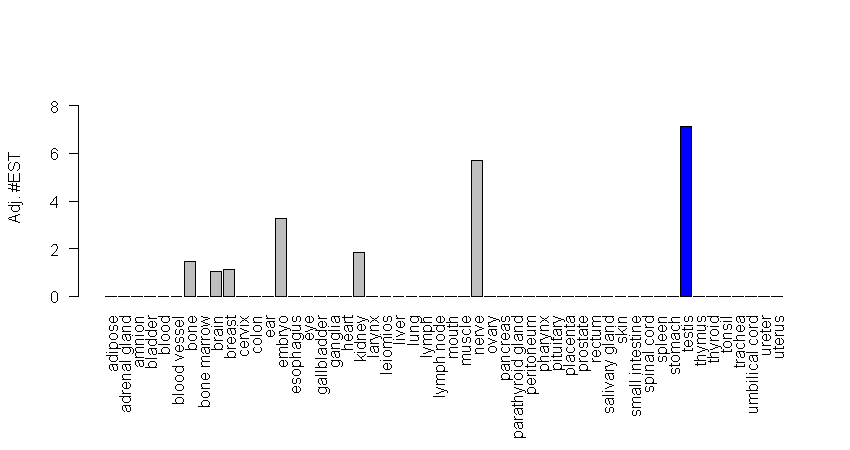 Adj. #EST
8
6
4
2
0
adipose
adrenal gland
amnion
bladder
blood
blood vessel
bone
bone marrow
brain
breast
cervix
colon
ear
embryo
esophagus
eye
gallbladder
ganglia
heart
kidney
larynx
leiomios
liver
lung
lymph
lymph node
mouth
muscle
nerve
ovary
pancreas
parathyroid gland
peritoneum
pharynx
pituitary
placenta
prostate
rectum
salivary gland
skin
small intestine
spinal cord
spleen
stomach
testis
thymus
thyroid
tonsil
trachea
umbilical cord
ureter
uterus